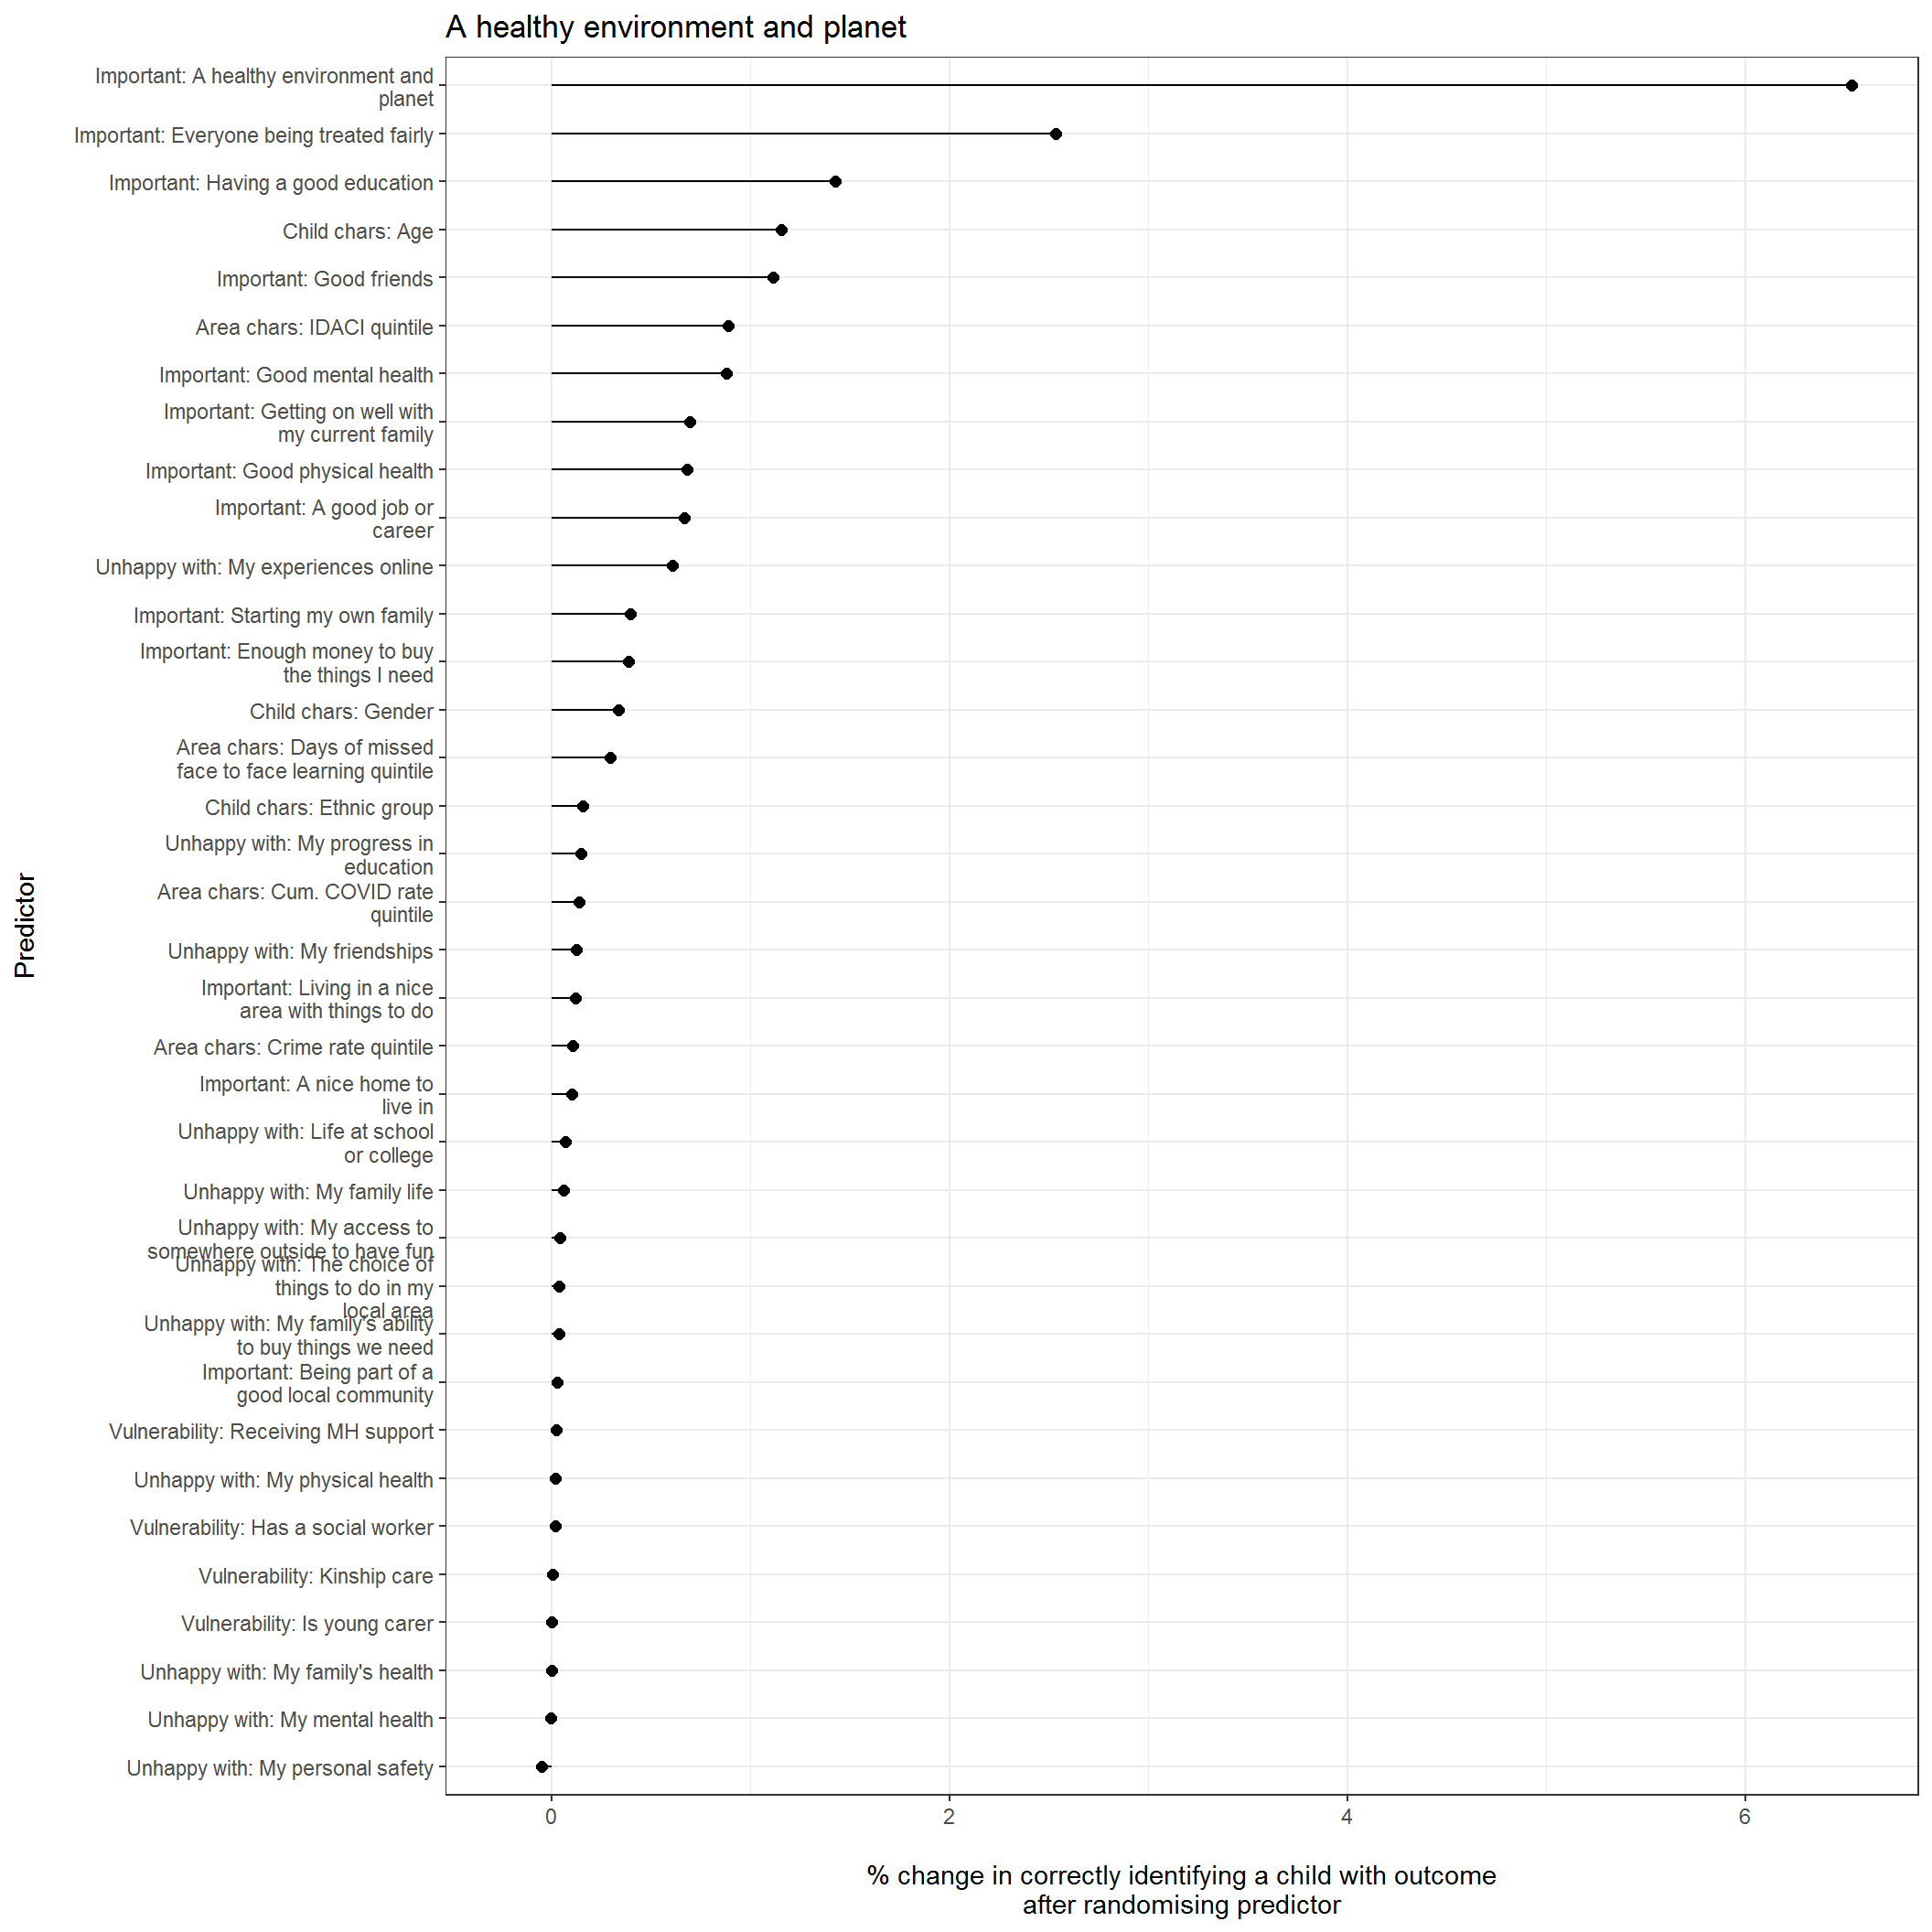 A healthy environment and planet
Important: A healthy environment and
planet
Important: Everyone being treated fairly
Important: Having a good education
Child chars: Age
Important: Good friends
Area chars: IDACI quintile
Important: Good mental health
Important: Getting on well with
my current family
Important: Good physical health
Important: A good job or
career
Unhappy with: My experiences online
Important: Starting my own family
Important: Enough money to buy
the things I need
Child chars: Gender
Area chars: Days of missed
face to face learning quintile
Child chars: Ethnic group
Unhappy with: My progress in
education
Area chars: Cum. COVID rate
quintile
Unhappy with: My friendships
Important: Living in a nice
area with things to do
Area chars: Crime rate quintile
Important: A nice home to
live in
Unhappy with: Life at school
or college
Unhappy with: My family life
Unhappy with: My access to
somewhere outside to have fun
Unhappy with: The choice of
things to do in my
local area
Unhappy with: My family's ability
to buy things we need
Important: Being part of a
good local community
Vulnerability: Receiving MH support
Unhappy with: My physical health
Vulnerability: Has a social worker
Vulnerability: Kinship care
Vulnerability: Is young carer
Unhappy with: My family's health
Unhappy with: My mental health
Unhappy with: My personal safety
Predictor
0 2 4 6
% change in correctly identifying a child with outcome
after randomising predictor